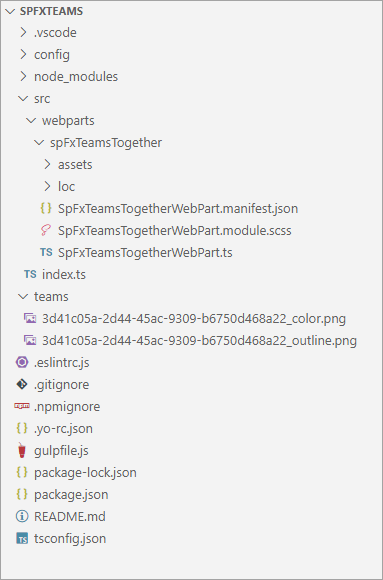 SPFXTEAMS
.vscode
config
node_modules
src
webparts
spFxTeamsTogether
assets
loc
{ } SpFxTeamsTogetherWebPart.manifest.json
SpFxTeamsTogetherWebPart.module.scss
TS SpFxTeamsTogetherWebPart.ts
TS index.ts
teams
3d41c05a-2d44-45ac-9309-b6750d468a22_color.png
3d41c05a-2d44-45ac-9309-b6750d468a22_outline.png
.eslintrc.js
.gitignore
npm .npmignore
{ } .yo-rc.json
gulpfile.js
{ } package-lock.json
{ } package.json
README.md
TS tsconfig.json